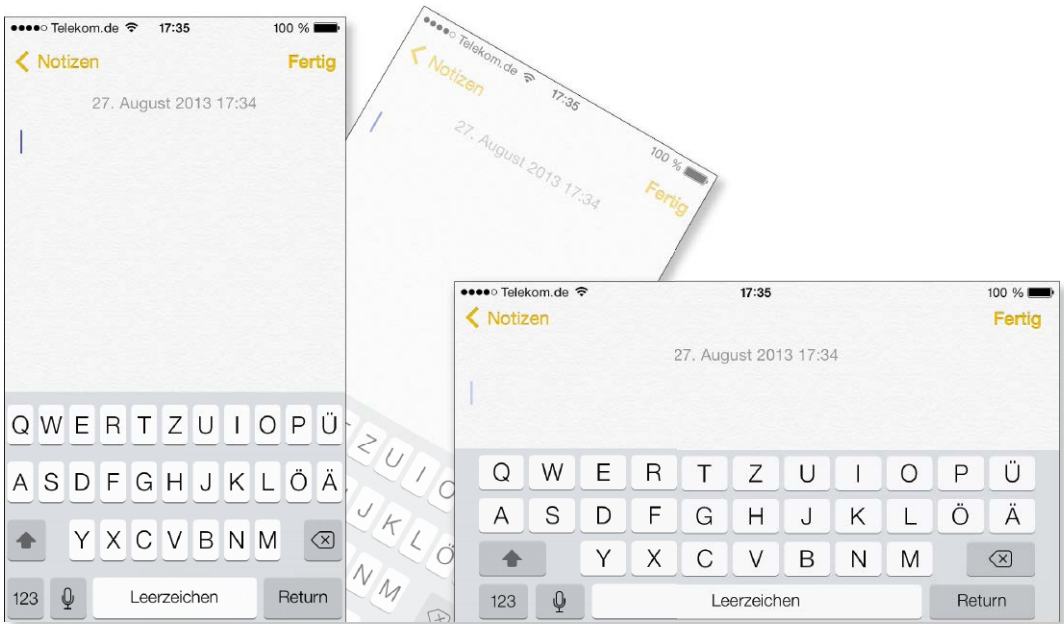 Telekom.de 17:35 100 %
Notizen Fertig
27. August 2013 17:34
Q W E R T Z U I O P Ü
A S D F G H J K L Ö Ä
Y X C V B N M
123 Leerzeichen Return
Telekom.de 17:35 100 %
Notizen Fertig
27. August 2013 17:34
Z U I O
J K L Ö
N M
Telekom.de 17:35 100 %
Notizen Fertig
27. August 2013 17:34
Q W E R T Z U I O P Ü
A S D F G H J K L Ö Ä
Y X C V B N M
123 Leerzeichen Return